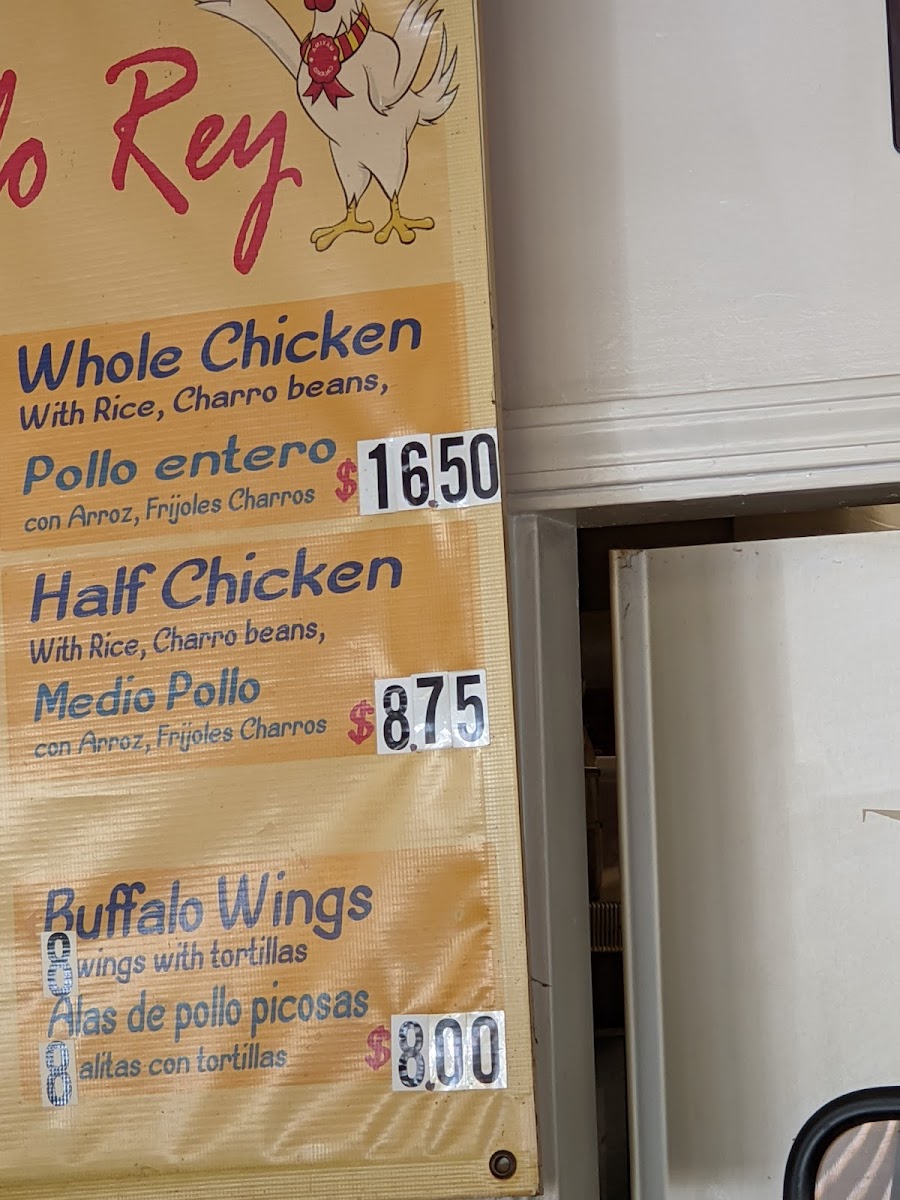 lo Rey
Whole Chicken
With Rice, Charro beans,
Pollo entero
con Arroz, Frijoles Charros
$16.50
Half Chicken
With Rice, Charro beans,
Medio Pollo
con Arroz, Frijoles Charros
$8.75
Buffalo Wings
8 wings with tortillas
Alas de pollo picosas
8 alitas con tortillas
$8.00